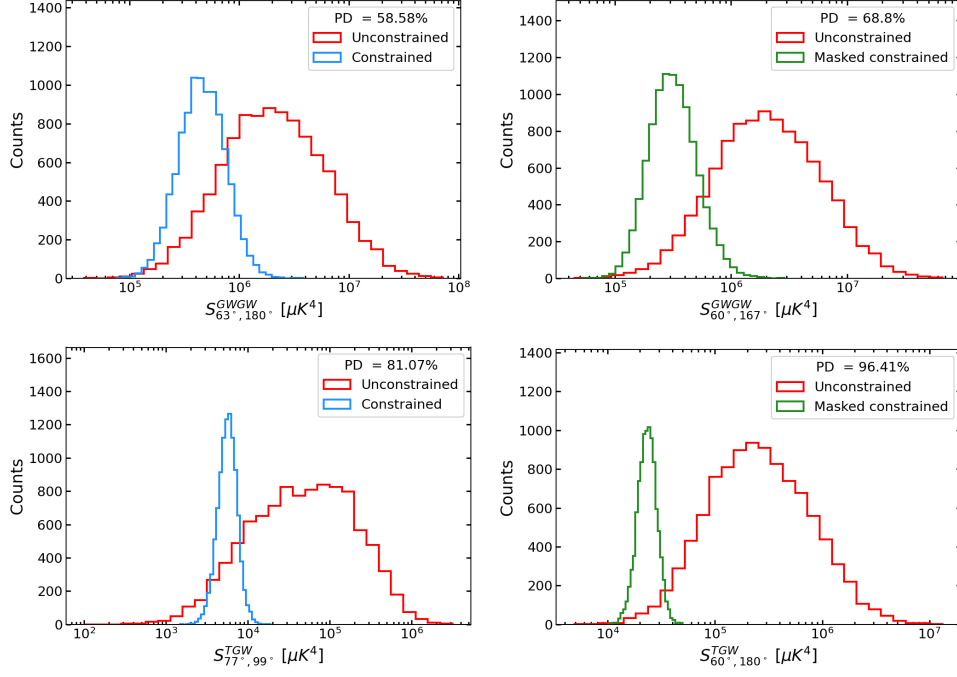 PD = 58.58%
Unconstrained
Constrained
Counts
1400
1200
1000
800
600
400
200
0
10^5 10^6 10^7 10^8
S^{GWGW}_{63°,180°} [μK^4]
PD = 68.8%
Unconstrained
Masked constrained
Counts
1400
1200
1000
800
600
400
200
0
10^5 10^6 10^7
S^{GWGW}_{60°,167°} [μK^4]
PD = 81.07%
Unconstrained
Constrained
Counts
1600
1400
1200
1000
800
600
400
200
0
10^2 10^3 10^4 10^5 10^6
S^{TGW}_{77°,99°} [μK^4]
PD = 96.41%
Unconstrained
Masked constrained
Counts
1400
1200
1000
800
600
400
200
0
10^4 10^5 10^6 10^7
S^{TGW}_{60°,180°} [μK^4]